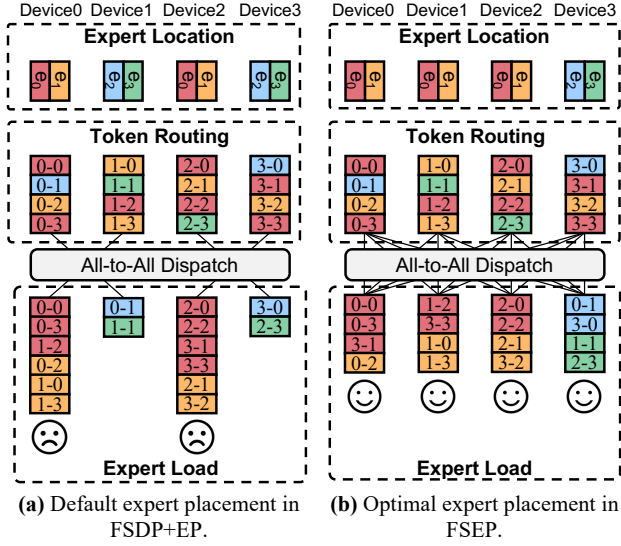 Device0 Device1 Device2 Device3
Expert Location
e0 e1 e2 e3 e0 e1 e2 e3
Token Routing
0-0 1-0 2-0 3-0
0-1 1-1 2-1 3-1
0-2 1-2 2-2 3-2
0-3 1-3 2-3 3-3
All-to-All Dispatch
0-0 0-1 2-0 3-0
0-3 1-1 2-2 2-3
1-2 3-1
0-2 3-3
1-0 2-1
1-3 3-2
Expert Load
(a) Default expert placement in
FSDP+EP.
Device0 Device1 Device2 Device3
Expert Location
e0 e1 e0 e1 e0 e1 e2 e3
Token Routing
0-0 1-0 2-0 3-0
0-1 1-1 2-1 3-1
0-2 1-2 2-2 3-2
0-3 1-3 2-3 3-3
All-to-All Dispatch
0-0 1-2 2-0 0-1
0-3 3-3 2-2 3-0
3-1 1-0 2-1 1-1
0-2 1-3 3-2 2-3
Expert Load
(b) Optimal expert placement in
FSEP.